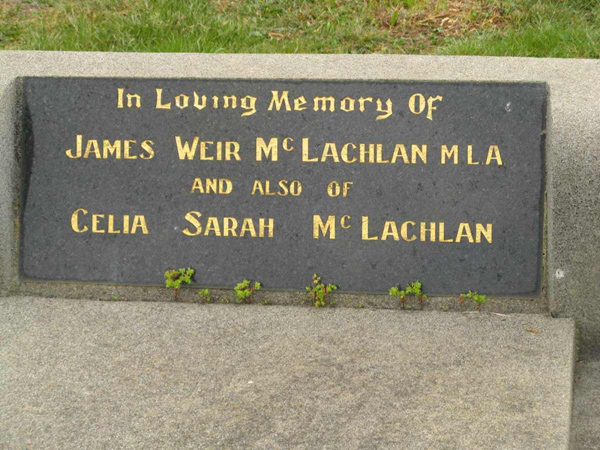 In Loving Memory Of
JAMES WEIR McLACHLAN MLA
AND ALSO OF
CELIA SARAH McLACHLAN